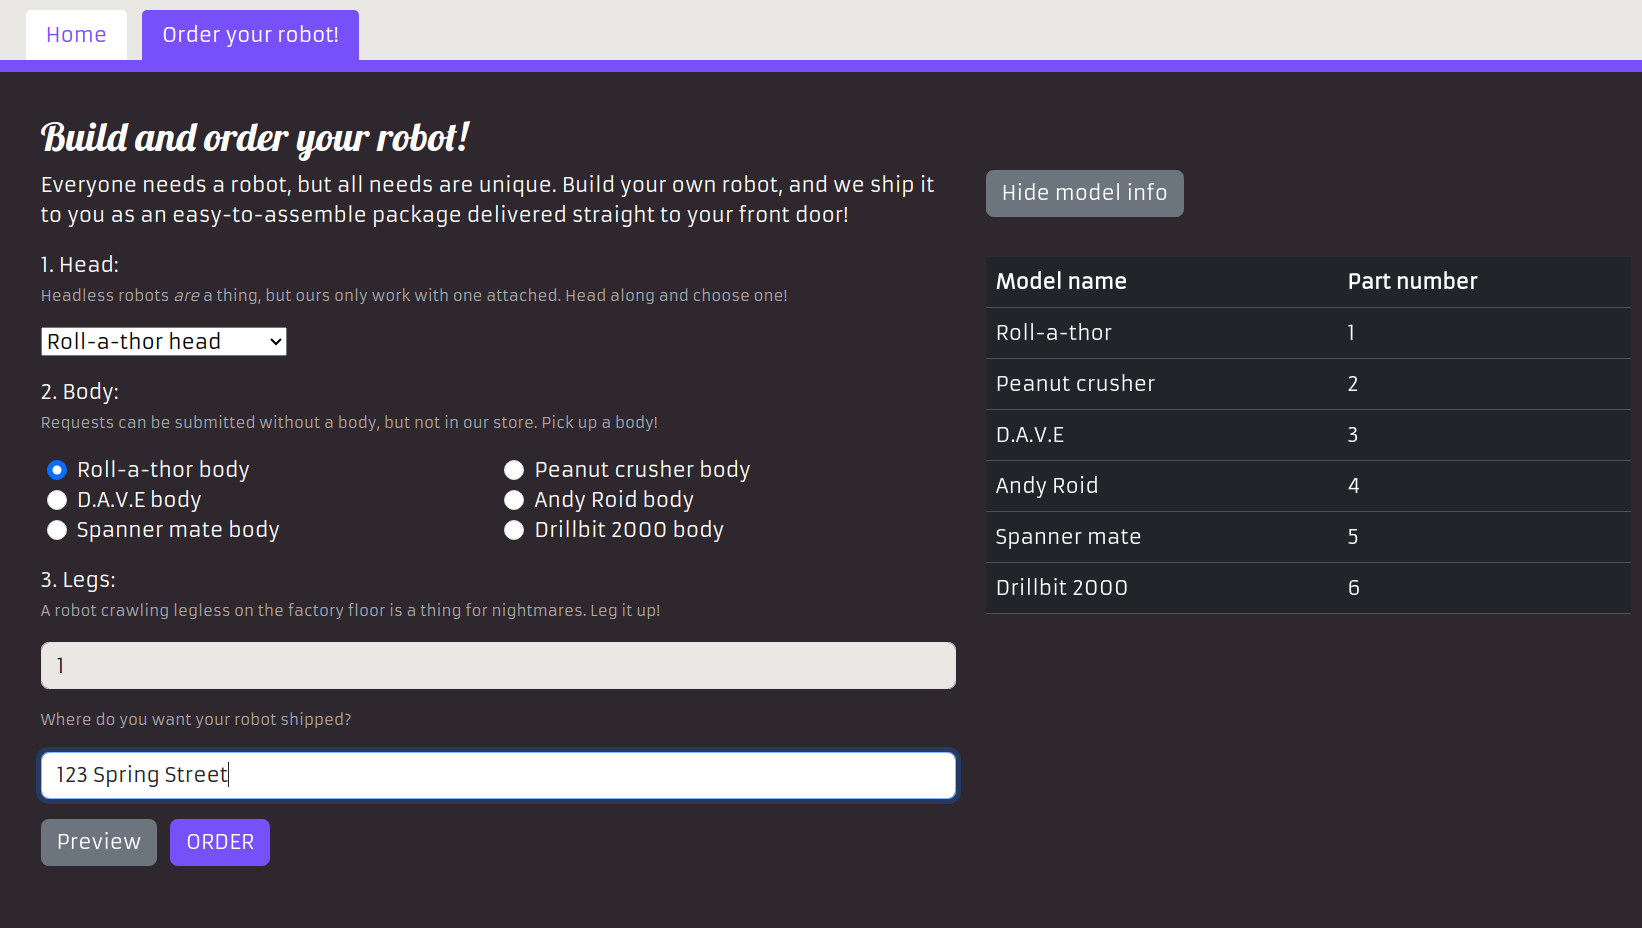 Home
Order your robot!
Build and order your robot!
Everyone needs a robot, but all needs are unique. Build your own robot, and we ship it
to you as an easy-to-assemble package delivered straight to your front door!
1. Head:
Headless robots are a thing, but ours only work with one attached. Head along and choose one!
Roll-a-thor head
2. Body:
Requests can be submitted without a body, but not in our store. Pick up a body!
Roll-a-thor body
Peanut crusher body
D.A.V.E body
Andy Roid body
Spanner mate body
Drillbit 2000 body
3. Legs:
A robot crawling legless on the factory floor is a thing for nightmares. Leg it up!
1
Where do you want your robot shipped?
123 Spring Street
Preview
ORDER
Hide model info
Model name Part number
Roll-a-thor 1
Peanut crusher 2
D.A.V.E 3
Andy Roid 4
Spanner mate 5
Drillbit 2000 6